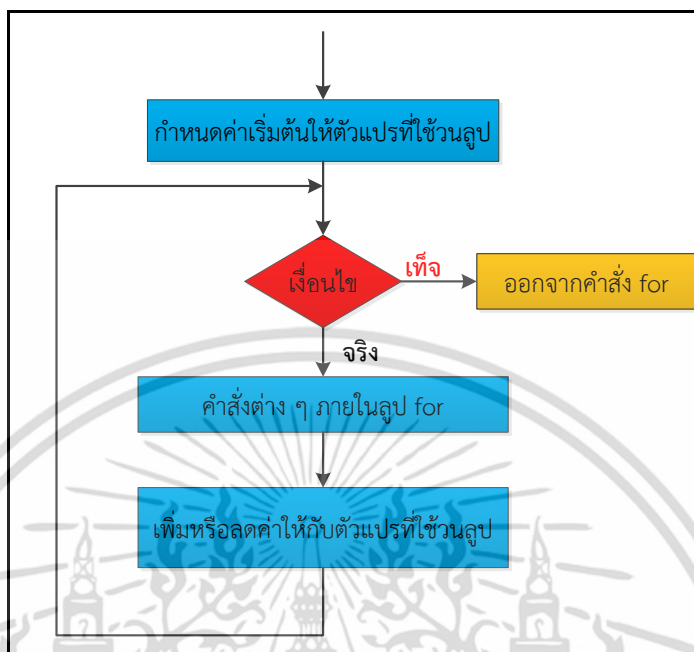 กำหนดค่าเริ่มต้นให้ตัวแปรที่ใช้วนลูป
เงื่อนไข
เท็จ
ออกจากคำสั่ง for
จริง
คำสั่งต่าง ๆ ภายในลูป for
เพิ่มหรือลดค่าให้กับตัวแปรที่ใช้วนลูป